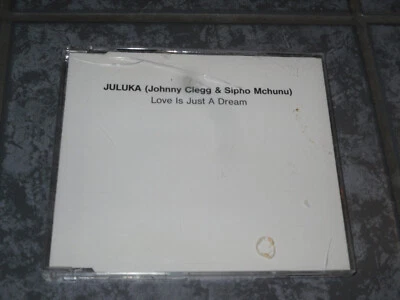 JULUKA (Johnny Clegg & Sipho Mchunu)
Love Is Just A Dream